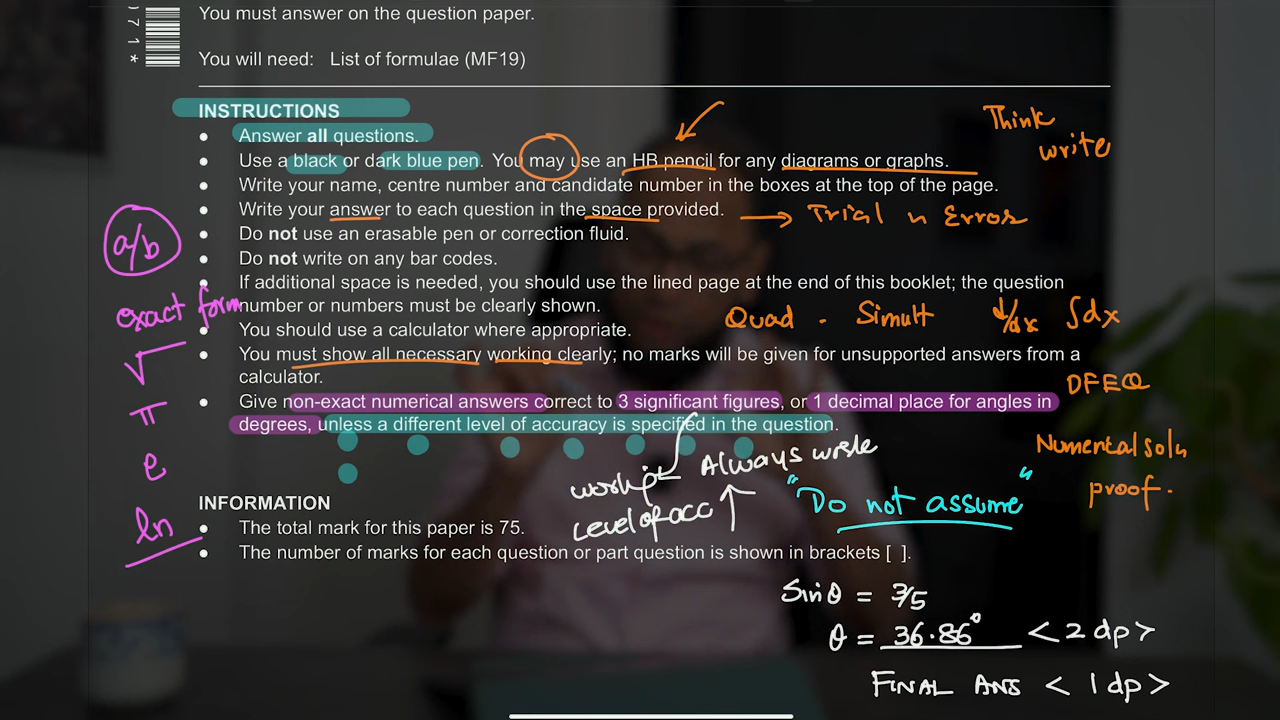 You must answer on the question paper.
You will need: List of formulae (MF19)
071*
INSTRUCTIONS
• Answer all questions.
• Use a black or dark blue pen. You may use an HB pencil for any diagrams or graphs.
• Write your name, centre number and candidate number in the boxes at the top of the page.
• Write your answer to each question in the space provided.
• Do not use an erasable pen or correction fluid.
• Do not write on any bar codes.
• If additional space is needed, you should use the lined page at the end of this booklet; the question
number or numbers must be clearly shown.
• You should use a calculator where appropriate.
• You must show all necessary working clearly; no marks will be given for unsupported answers from a
calculator.
• Give non-exact numerical answers correct to 3 significant figures, or 1 decimal place for angles in
degrees, unless a different level of accuracy is specified in the question.
INFORMATION
• The total mark for this paper is 75.
• The number of marks for each question or part question is shown in brackets [ ].
Think
write
→ Trial n Error
Quad . Simult d/dx ∫dx
DFEQ
Numerical soln
proof.
a/b
exact form
√
π
e
ln
Always write
level of acc ↑
"Do not assume"
Sinθ = 3/5
θ = 36.86° <2 dp>
FINAL ANS <1 dp>